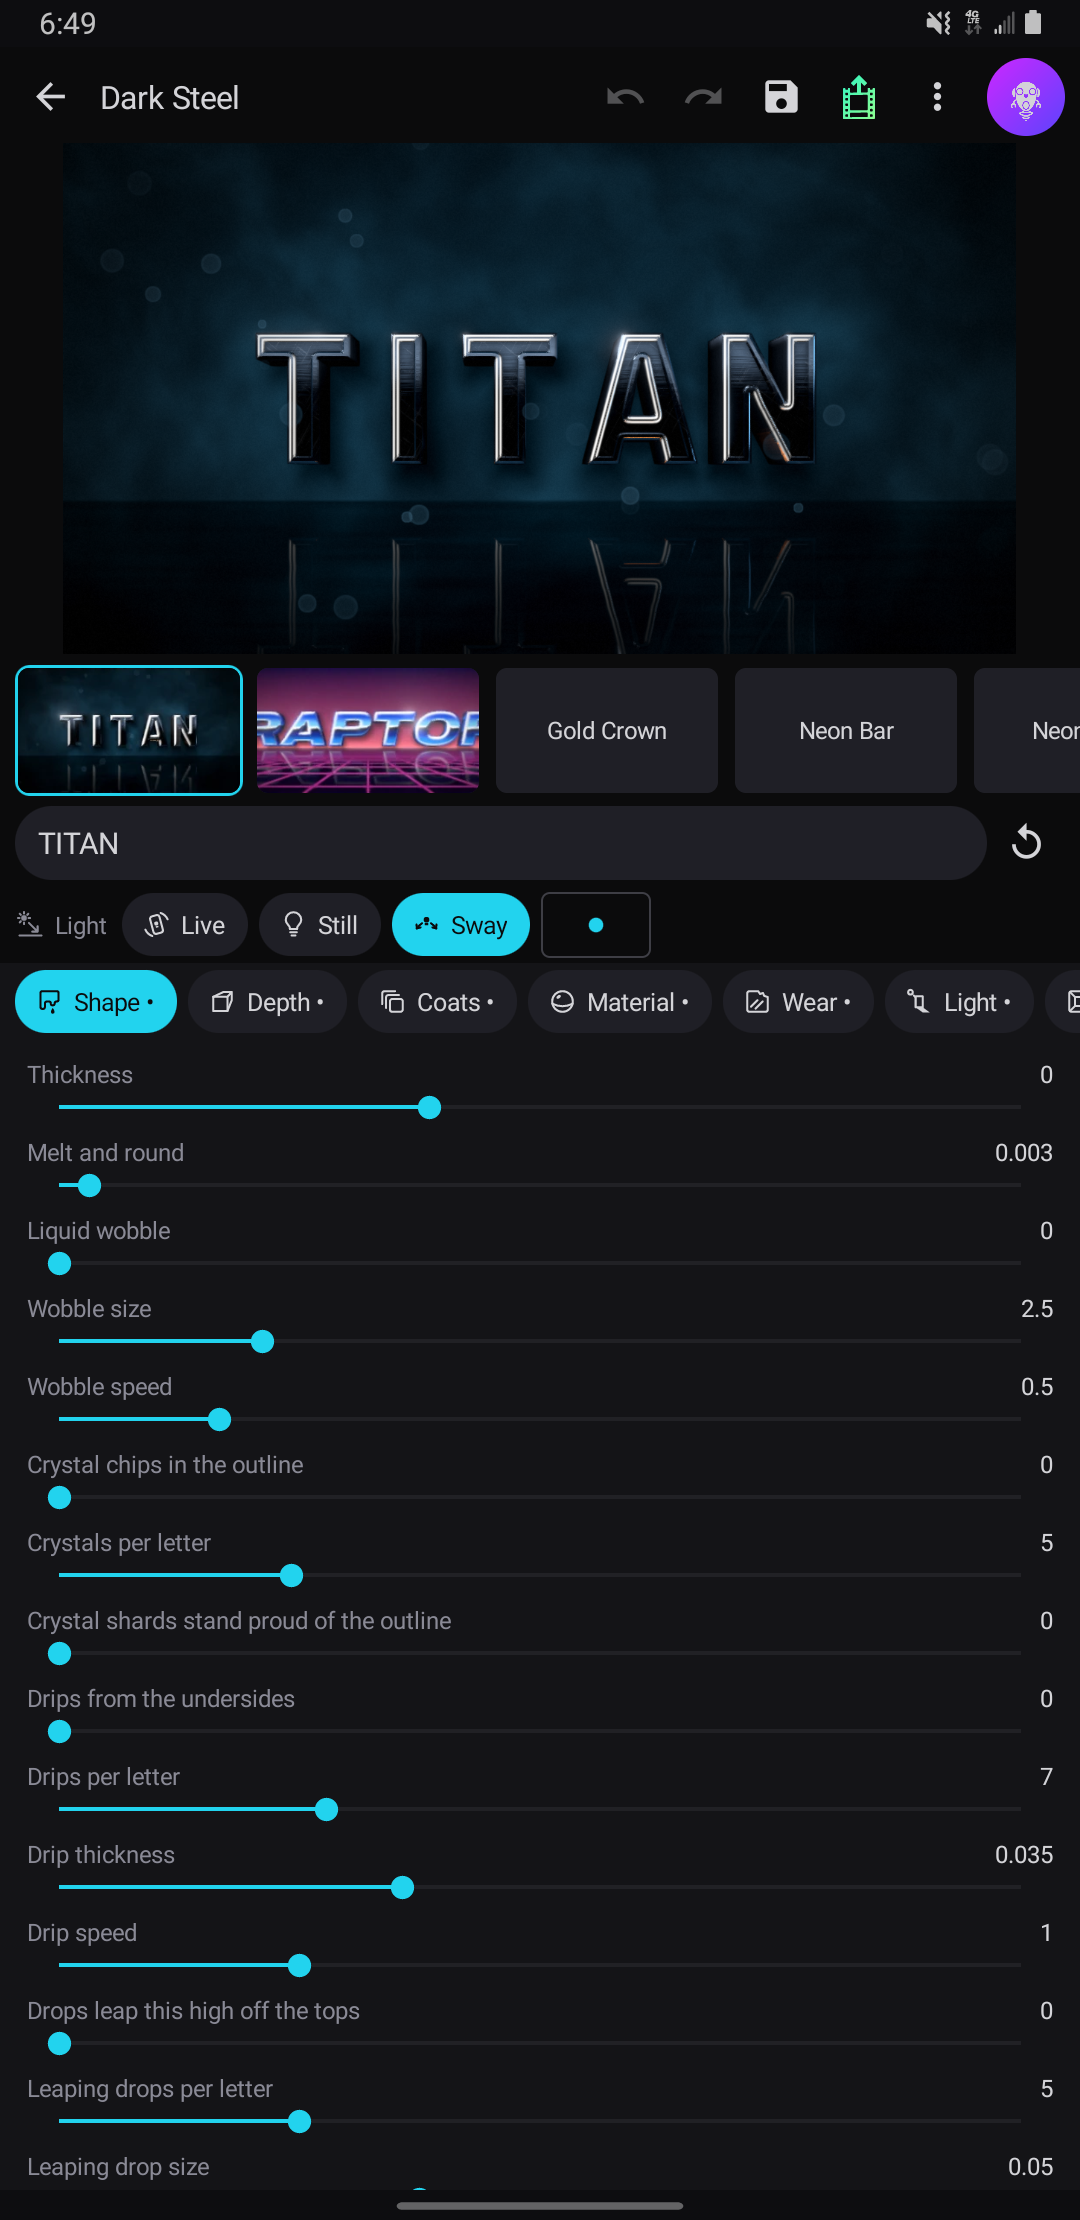 6:49
4G
LTE
Dark Steel
TITAN
TITAN
RAPTOR
Gold Crown
Neon Bar
Neon
TITAN
Light
Live
Still
Sway
Shape •
Depth •
Coats •
Material •
Wear •
Light •
Thickness 0
Melt and round 0.003
Liquid wobble 0
Wobble size 2.5
Wobble speed 0.5
Crystal chips in the outline 0
Crystals per letter 5
Crystal shards stand proud of the outline 0
Drips from the undersides 0
Drips per letter 7
Drip thickness 0.035
Drip speed 1
Drops leap this high off the tops 0
Leaping drops per letter 5
Leaping drop size 0.05